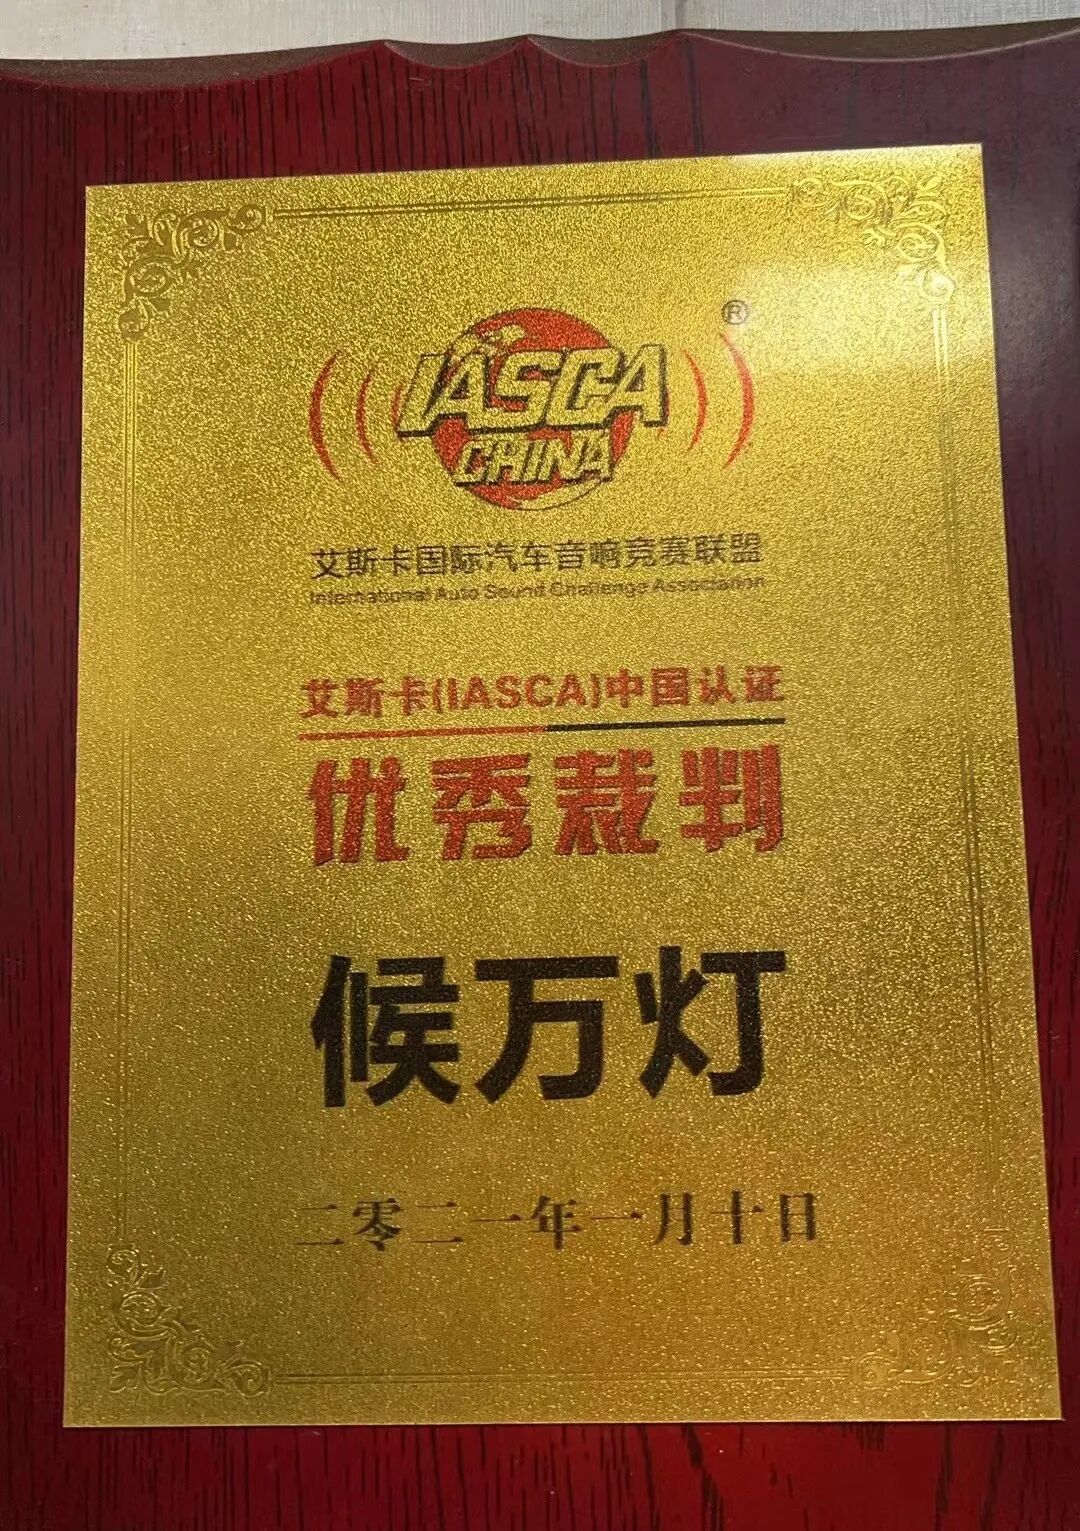 ®
IASCA
CHINA
艾斯卡国际汽车音响竞赛联盟
International Auto Sound Challenge Association
艾斯卡(IASCA)中国认证
优秀裁判
候万灯
二零二一年一月十日